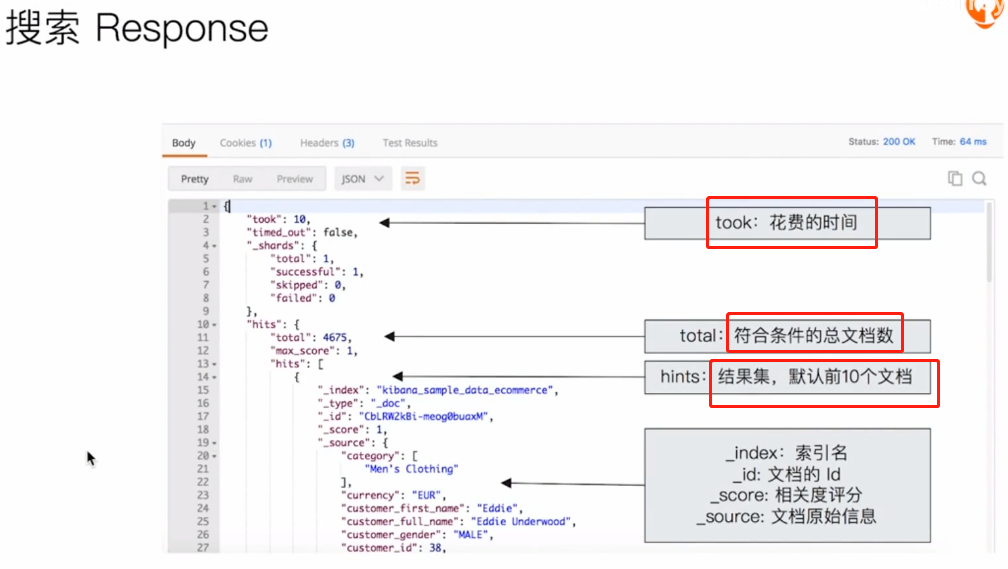 搜索 Response
Body Cookies (1) Headers (3) Test Results Status: 200 OK Time: 64 ms
Pretty Raw Preview JSON
1 {
2 "took": 10,
3 "timed_out": false,
4 "_shards": {
5 "total": 1,
6 "successful": 1,
7 "skipped": 0,
8 "failed": 0
9 },
10 "hits": {
11 "total": 4675,
12 "max_score": 1,
13 "hits": [
14 {
15 "_index": "kibana_sample_data_ecommerce",
16 "_type": "_doc",
17 "_id": "CbLRW2kBi-meog0buaxM",
18 "_score": 1,
19 "_source": {
20 "category": [
21 "Men's Clothing"
22 ],
23 "currency": "EUR",
24 "customer_first_name": "Eddie",
25 "customer_full_name": "Eddie Underwood",
26 "customer_gender": "MALE",
27 "customer_id": 38,
took：花费的时间
total：符合条件的总文档数
hints：结果集，默认前10个文档
_index：索引名
_id: 文档的 Id
_score: 相关度评分
_source: 文档原始信息